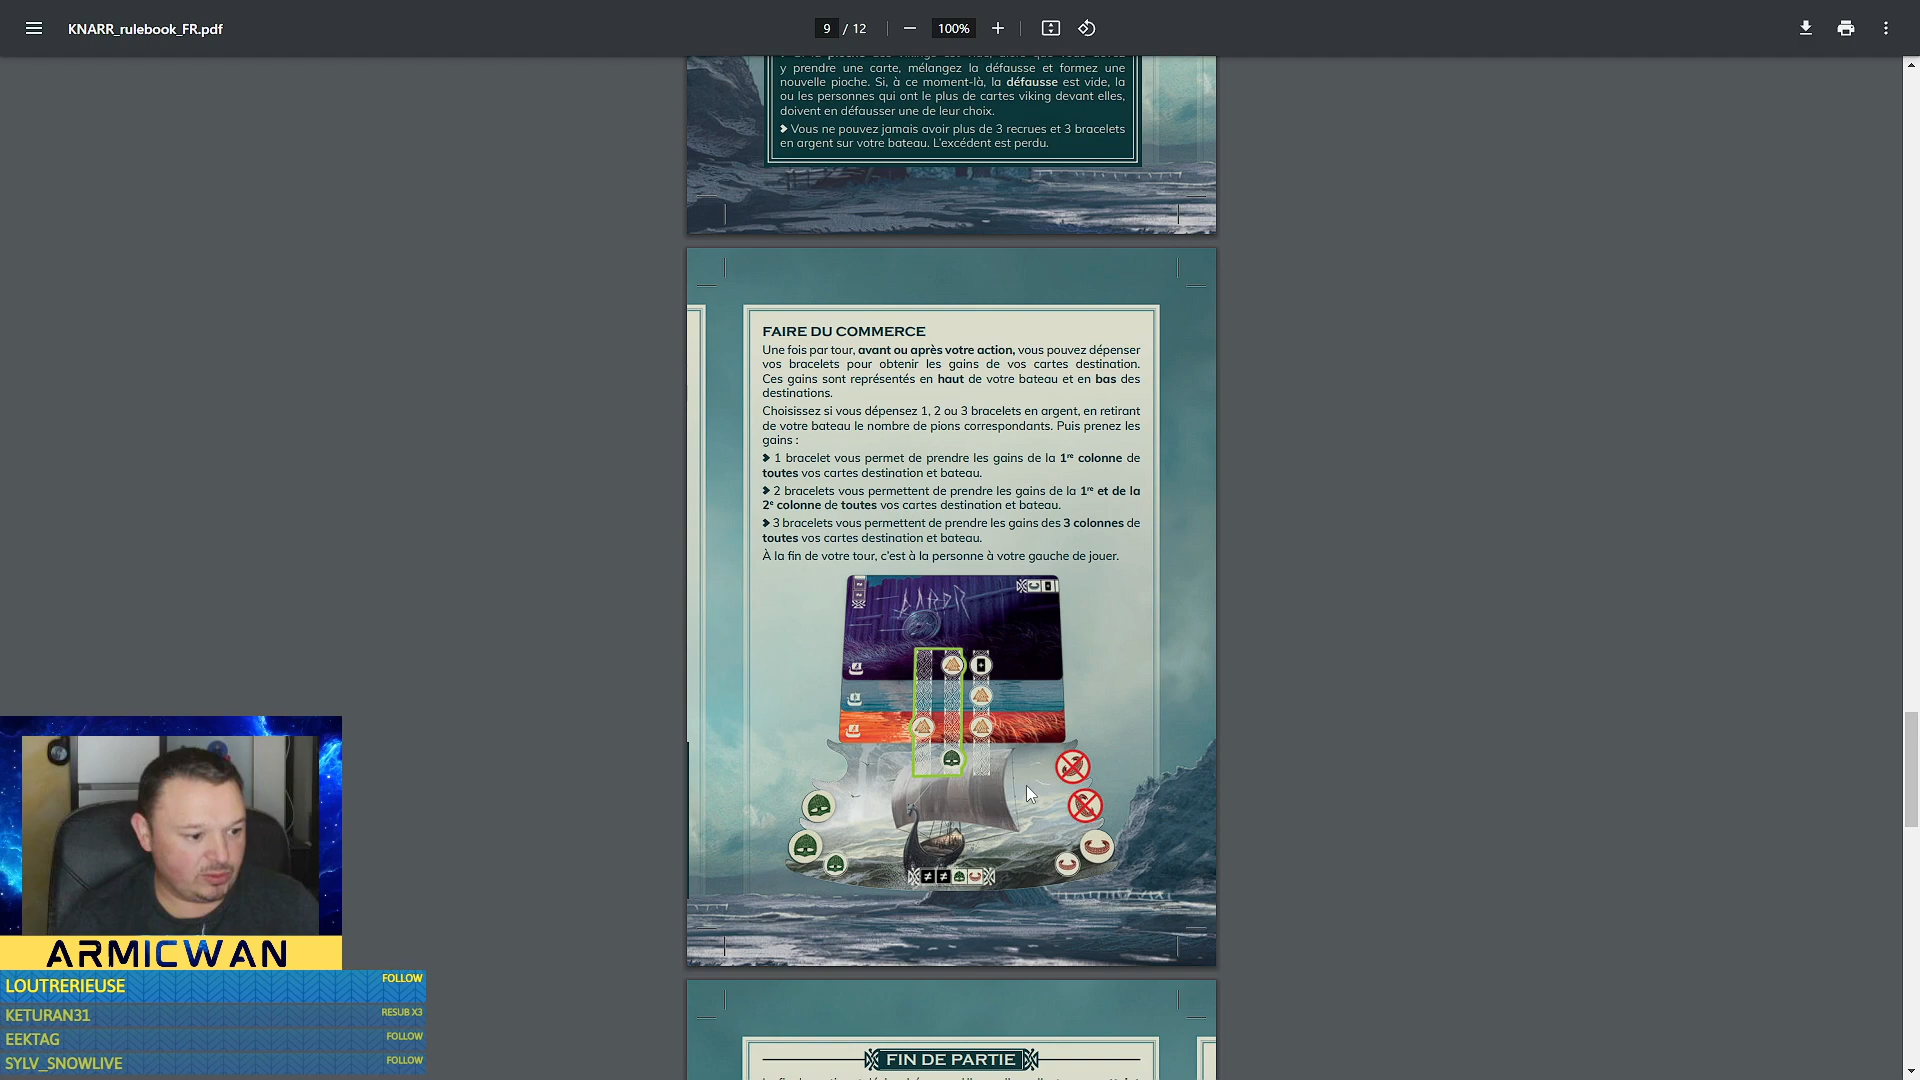 KNARR_rulebook_FR.pdf
9 / 12
100%
y prendre une carte, mélangez la défausse et formez une
nouvelle pioche. Si, à ce moment-là, la défausse est vide, la
ou les personnes qui ont le plus de cartes viking devant elles,
doivent en défausser une de leur choix.
Vous ne pouvez jamais avoir plus de 3 recrues et 3 bracelets
en argent sur votre bateau. L'excédent est perdu.
FAIRE DU COMMERCE
Une fois par tour, avant ou après votre action, vous pouvez dépenser
vos bracelets pour obtenir les gains de vos cartes destination.
Ces gains sont représentés en haut de votre bateau et en bas des
destinations.
Choisissez si vous dépensez 1, 2 ou 3 bracelets en argent, en retirant
de votre bateau le nombre de pions correspondants. Puis prenez les
gains :
1 bracelet vous permet de prendre les gains de la 1re colonne de
toutes vos cartes destination et bateau.
2 bracelets vous permettent de prendre les gains de la 1re et de la
2e colonne de toutes vos cartes destination et bateau.
3 bracelets vous permettent de prendre les gains des 3 colonnes de
toutes vos cartes destination et bateau.
À la fin de votre tour, c'est à la personne à votre gauche de jouer.
FIN DE PARTIE
ARMICWAN
LOUTRERIEUSE FOLLOW
KETURAN31 RESUB X3
EEKTAG FOLLOW
SYLV_SNOWLIVE FOLLOW